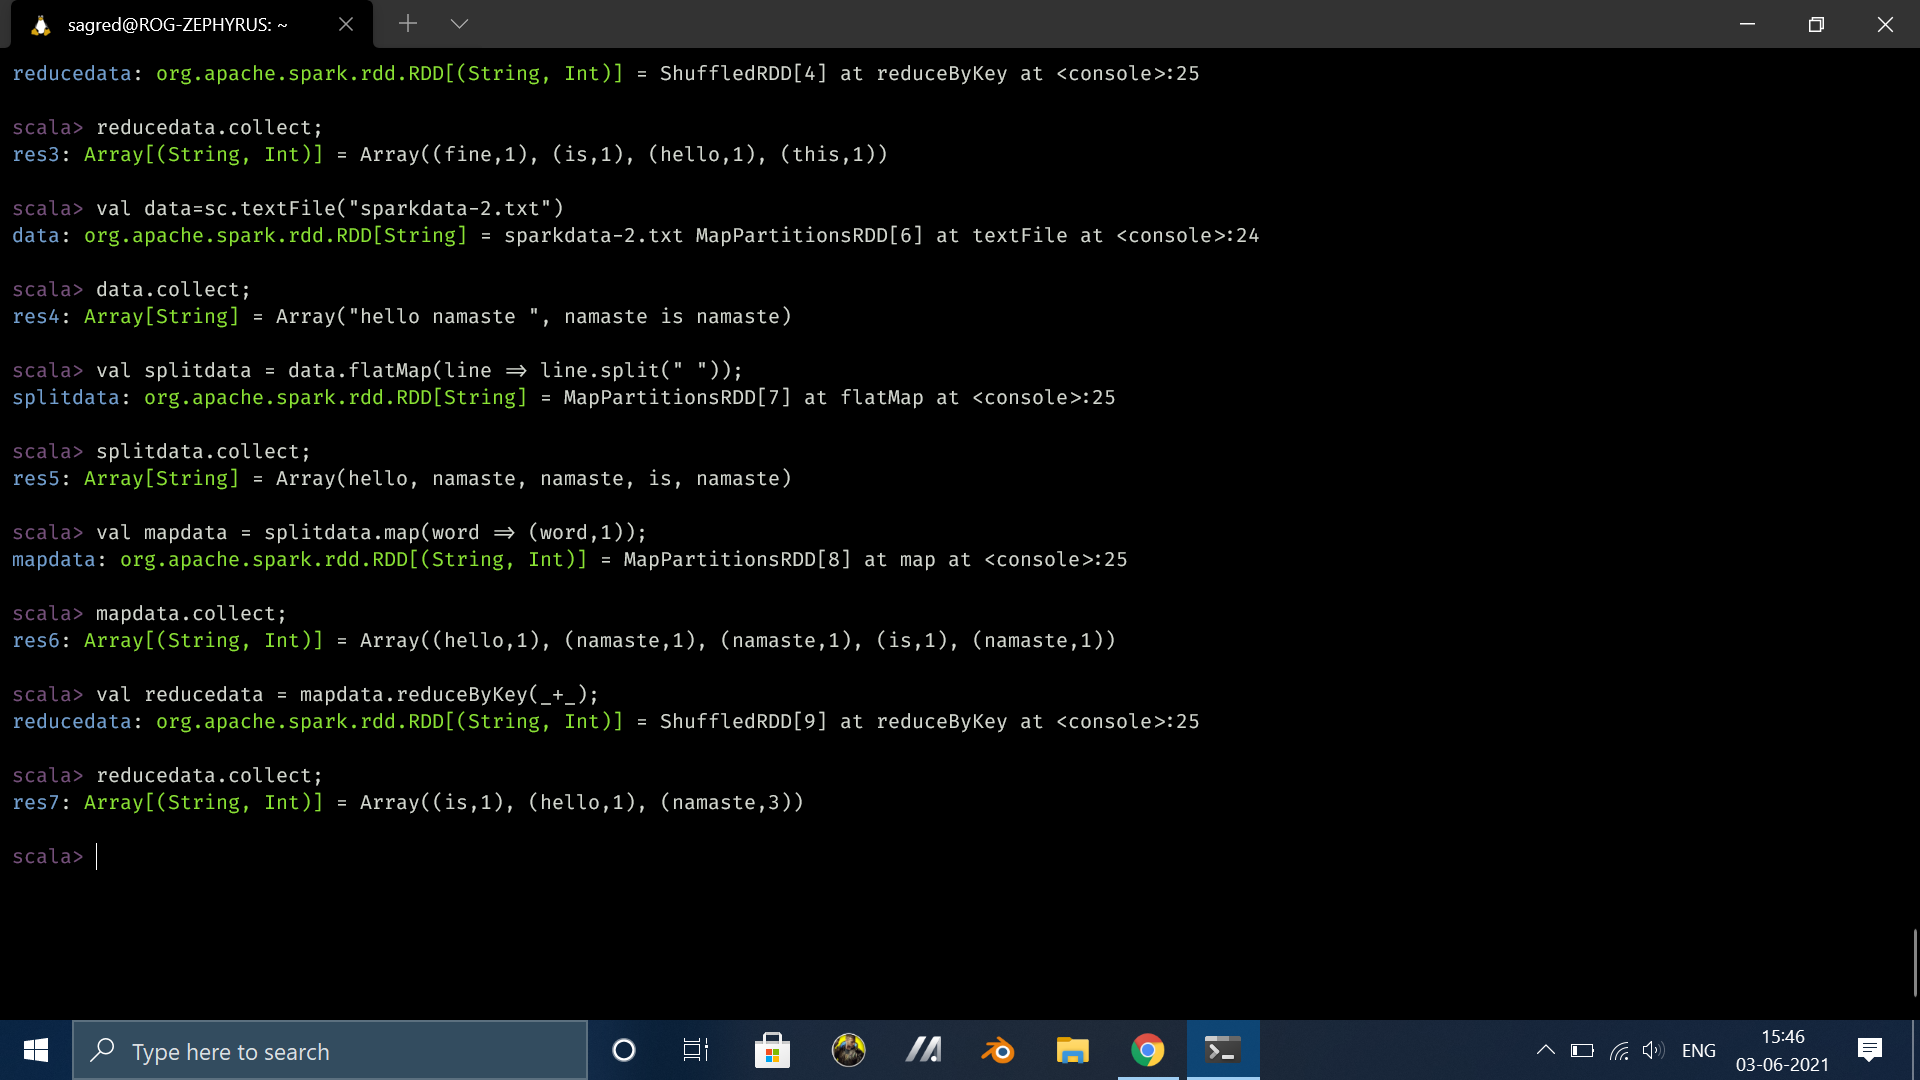 sagred@ROG-ZEPHYRUS: ~
reducedata: org.apache.spark.rdd.RDD[(String, Int)] = ShuffledRDD[4] at reduceByKey at <console>:25
scala> reducedata.collect;
res3: Array[(String, Int)] = Array((fine,1), (is,1), (hello,1), (this,1))
scala> val data=sc.textFile("sparkdata-2.txt")
data: org.apache.spark.rdd.RDD[String] = sparkdata-2.txt MapPartitionsRDD[6] at textFile at <console>:24
scala> data.collect;
res4: Array[String] = Array("hello namaste ", namaste is namaste)
scala> val splitdata = data.flatMap(line => line.split(" "));
splitdata: org.apache.spark.rdd.RDD[String] = MapPartitionsRDD[7] at flatMap at <console>:25
scala> splitdata.collect;
res5: Array[String] = Array(hello, namaste, namaste, is, namaste)
scala> val mapdata = splitdata.map(word => (word,1));
mapdata: org.apache.spark.rdd.RDD[(String, Int)] = MapPartitionsRDD[8] at map at <console>:25
scala> mapdata.collect;
res6: Array[(String, Int)] = Array((hello,1), (namaste,1), (namaste,1), (is,1), (namaste,1))
scala> val reducedata = mapdata.reduceByKey(_+_);
reducedata: org.apache.spark.rdd.RDD[(String, Int)] = ShuffledRDD[9] at reduceByKey at <console>:25
scala> reducedata.collect;
res7: Array[(String, Int)] = Array((is,1), (hello,1), (namaste,3))
scala>
Type here to search
ENG
15:46
03-06-2021